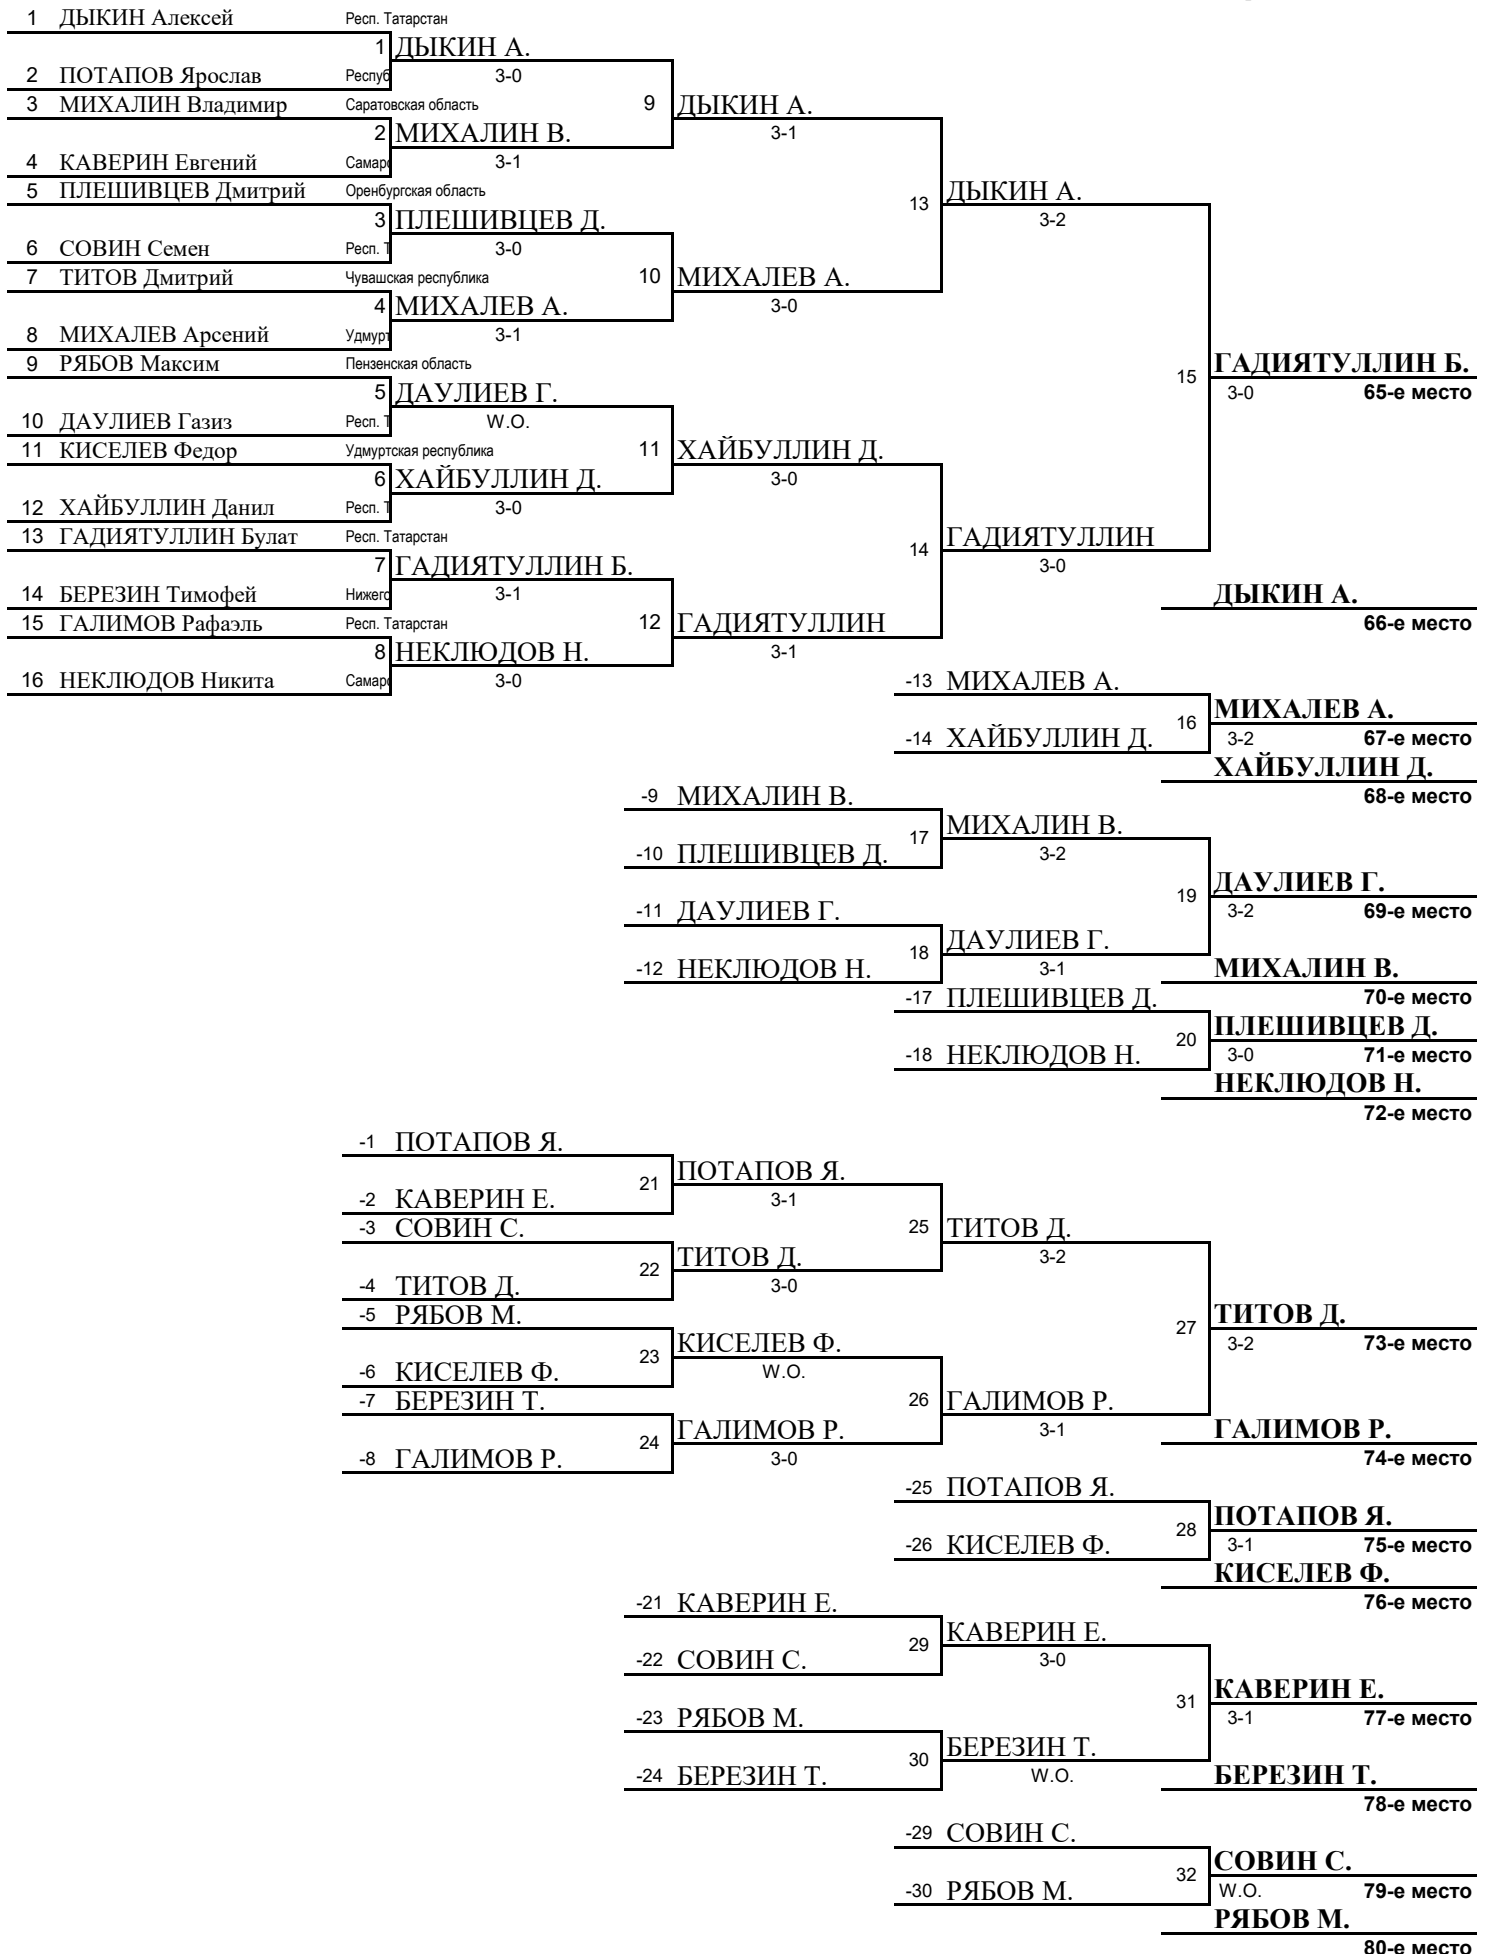 1 ДЫКИН Алексей Респ. Татарстан
1 ДЫКИН А.
2 ПОТАПОВ Ярослав Респуб 3-0
3 МИХАЛИН Владимир Саратовская область 9 ДЫКИН А.
2 МИХАЛИН В. 3-1
4 КАВЕРИН Евгений Самар 3-1
5 ПЛЕШИВЦЕВ Дмитрий Оренбургская область 13 ДЫКИН А.
3 ПЛЕШИВЦЕВ Д. 3-2
6 СОВИН Семен Респ. Т 3-0
7 ТИТОВ Дмитрий Чувашская республика 10 МИХАЛЕВ А.
4 МИХАЛЕВ А. 3-0
8 МИХАЛЕВ Арсений Удмурт 3-1
9 РЯБОВ Максим Пензенская область 15 ГАДИЯТУЛЛИН Б.
5 ДАУЛИЕВ Г. 3-0 65-е место
10 ДАУЛИЕВ Газиз Респ. Т W.O.
11 КИСЕЛЕВ Федор Удмуртская республика 11 ХАЙБУЛЛИН Д.
6 ХАЙБУЛЛИН Д. 3-0
12 ХАЙБУЛЛИН Данил Респ. Т 3-0
13 ГАДИЯТУЛЛИН Булат Респ. Татарстан 14 ГАДИЯТУЛЛИН
7 ГАДИЯТУЛЛИН Б. 3-0
14 БЕРЕЗИН Тимофей Нижего 3-1 ДЫКИН А.
15 ГАЛИМОВ Рафаэль Респ. Татарстан 12 ГАДИЯТУЛЛИН 66-е место
8 НЕКЛЮДОВ Н. 3-1
16 НЕКЛЮДОВ Никита Самар 3-0 -13 МИХАЛЕВ А.
16 МИХАЛЕВ А.
-14 ХАЙБУЛЛИН Д. 3-2 67-е место
ХАЙБУЛЛИН Д.
-9 МИХАЛИН В. 68-е место
17 МИХАЛИН В.
-10 ПЛЕШИВЦЕВ Д. 3-2
19 ДАУЛИЕВ Г.
-11 ДАУЛИЕВ Г. 3-2 69-е место
18 ДАУЛИЕВ Г.
-12 НЕКЛЮДОВ Н. 3-1 МИХАЛИН В.
-17 ПЛЕШИВЦЕВ Д. 70-е место
20 ПЛЕШИВЦЕВ Д.
-18 НЕКЛЮДОВ Н. 3-0 71-е место
НЕКЛЮДОВ Н.
72-е место
-1 ПОТАПОВ Я.
21 ПОТАПОВ Я.
-2 КАВЕРИН Е. 3-1
-3 СОВИН С. 25 ТИТОВ Д.
22 ТИТОВ Д. 3-2
-4 ТИТОВ Д. 3-0
-5 РЯБОВ М. 27 ТИТОВ Д.
23 КИСЕЛЕВ Ф. 3-2 73-е место
-6 КИСЕЛЕВ Ф. W.O.
-7 БЕРЕЗИН Т. 26 ГАЛИМОВ Р.
24 ГАЛИМОВ Р. 3-1 ГАЛИМОВ Р.
-8 ГАЛИМОВ Р. 3-0 74-е место
-25 ПОТАПОВ Я.
28 ПОТАПОВ Я.
-26 КИСЕЛЕВ Ф. 3-1 75-е место
КИСЕЛЕВ Ф.
-21 КАВЕРИН Е. 76-е место
29 КАВЕРИН Е.
-22 СОВИН С. 3-0
31 КАВЕРИН Е.
-23 РЯБОВ М. 3-1 77-е место
30 БЕРЕЗИН Т.
-24 БЕРЕЗИН Т. W.O. БЕРЕЗИН Т.
78-е место
-29 СОВИН С.
32 СОВИН С.
-30 РЯБОВ М. W.O. 79-е место
РЯБОВ М.
80-е место